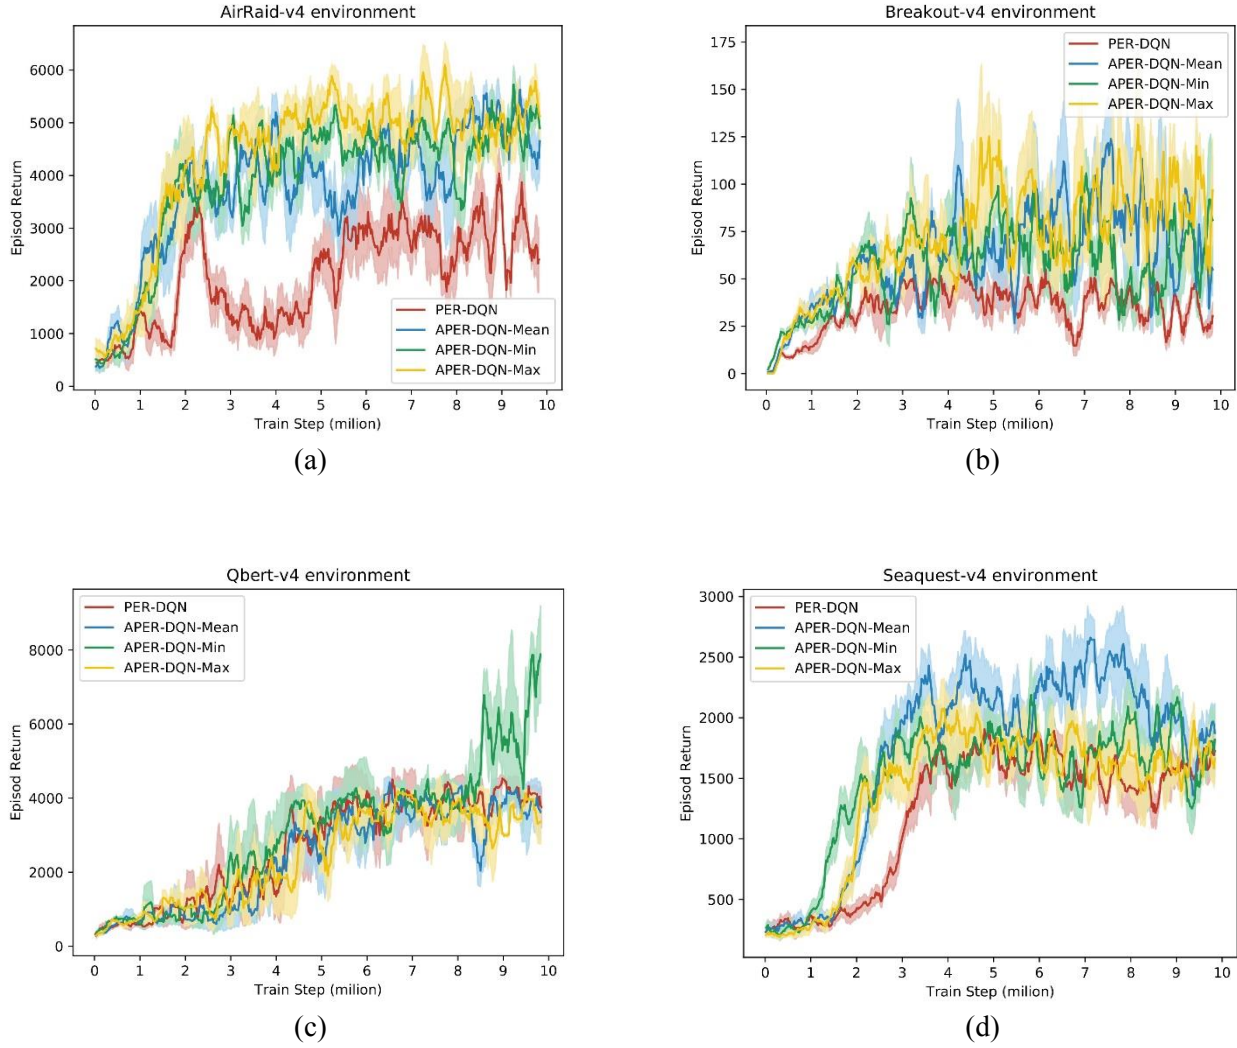 AirRaid-v4 environment
Episod Return
6000
5000
4000
3000
2000
1000
0
PER-DQN
APER-DQN-Mean
APER-DQN-Min
APER-DQN-Max
0 1 2 3 4 5 6 7 8 9 10
Train Step (milion)
(a)
Breakout-v4 environment
Episod Return
175
150
125
100
75
50
25
0
PER-DQN
APER-DQN-Mean
APER-DQN-Min
APER-DQN-Max
0 1 2 3 4 5 6 7 8 9 10
Train Step (milion)
(b)
Qbert-v4 environment
Episod Return
8000
6000
4000
2000
0
PER-DQN
APER-DQN-Mean
APER-DQN-Min
APER-DQN-Max
0 1 2 3 4 5 6 7 8 9 10
Train Step (milion)
(c)
Seaquest-v4 environment
Episod Return
3000
2500
2000
1500
1000
500
PER-DQN
APER-DQN-Mean
APER-DQN-Min
APER-DQN-Max
0 1 2 3 4 5 6 7 8 9 10
Train Step (milion)
(d)